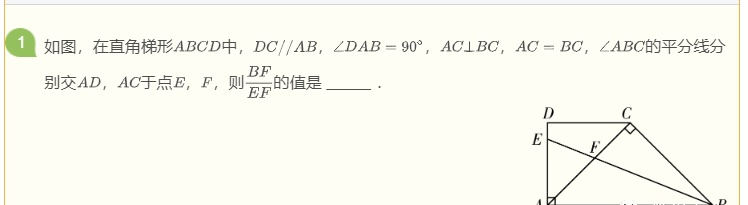 1 如图，在直角梯形ABCD中，DC//AB，∠DAB = 90°，AC⊥BC，AC = BC，∠ABC的平分线分
别交AD，AC于点E，F，则BF/EF的值是 _____ .
D C
E F
A B